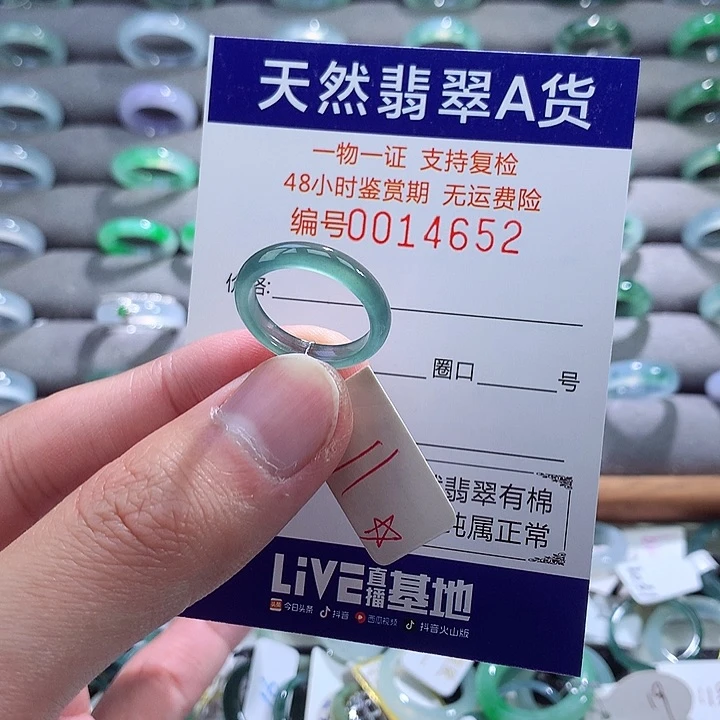 天然翡翠A货
一物一证 支持复检
48小时鉴赏期 无运费险
编号0014652
价格:
圈口 号
翡翠有棉
纯属正常
LiVE直播基地
头条 今日头条 抖音 西瓜视频 抖音火山版